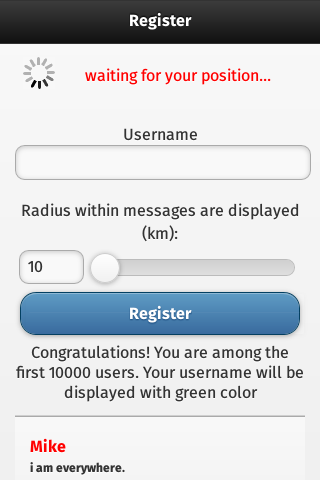 Register
waiting for your position...
Username
Radius within messages are displayed
(km):
10
Register
Congratulations! You are among the
first 10000 users. Your username will be
displayed with green color
Mike
i am everywhere.